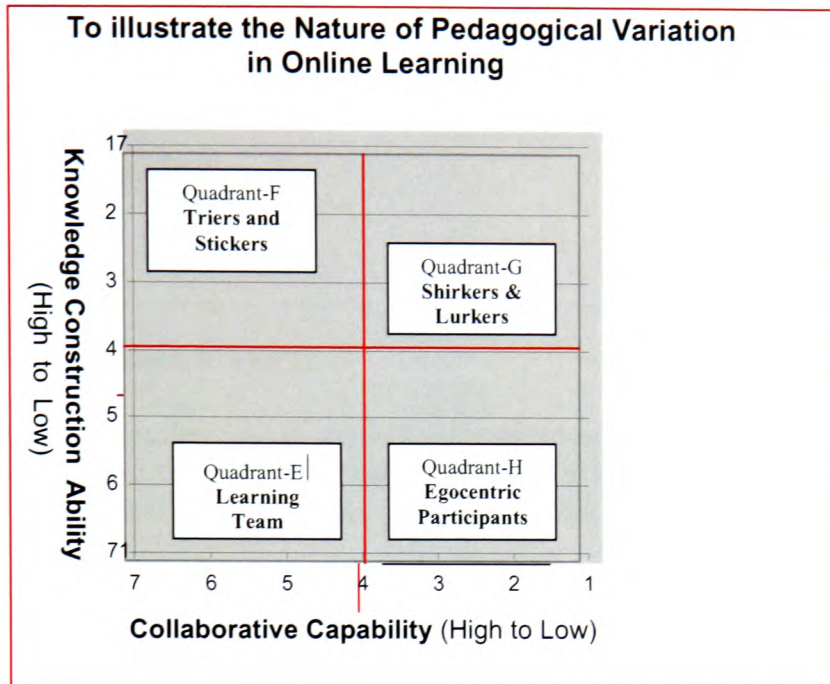 To illustrate the Nature of Pedagogical Variation
in Online Learning
Knowledge Construction Ability
(High to Low)
17
2
3
4
5
6
71
Quadrant-F
Triers and
Stickers
Quadrant-G
Shirkers &
Lurkers
Quadrant-E
Learning
Team
Quadrant-H
Egocentric
Participants
7 6 5 4 3 2 1
Collaborative Capability (High to Low)